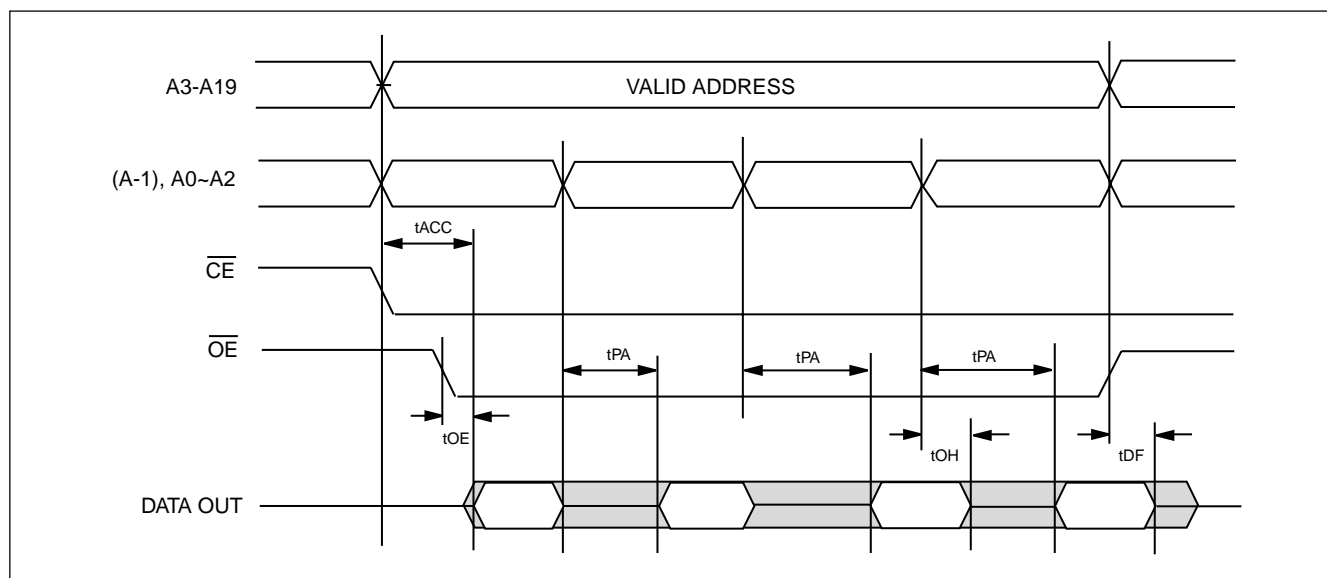 A3-A19
VALID ADDRESS
(A-1), A0~A2
tACC
CE
OE
tPA
tPA
tPA
tOE
tOH
tDF
DATA OUT